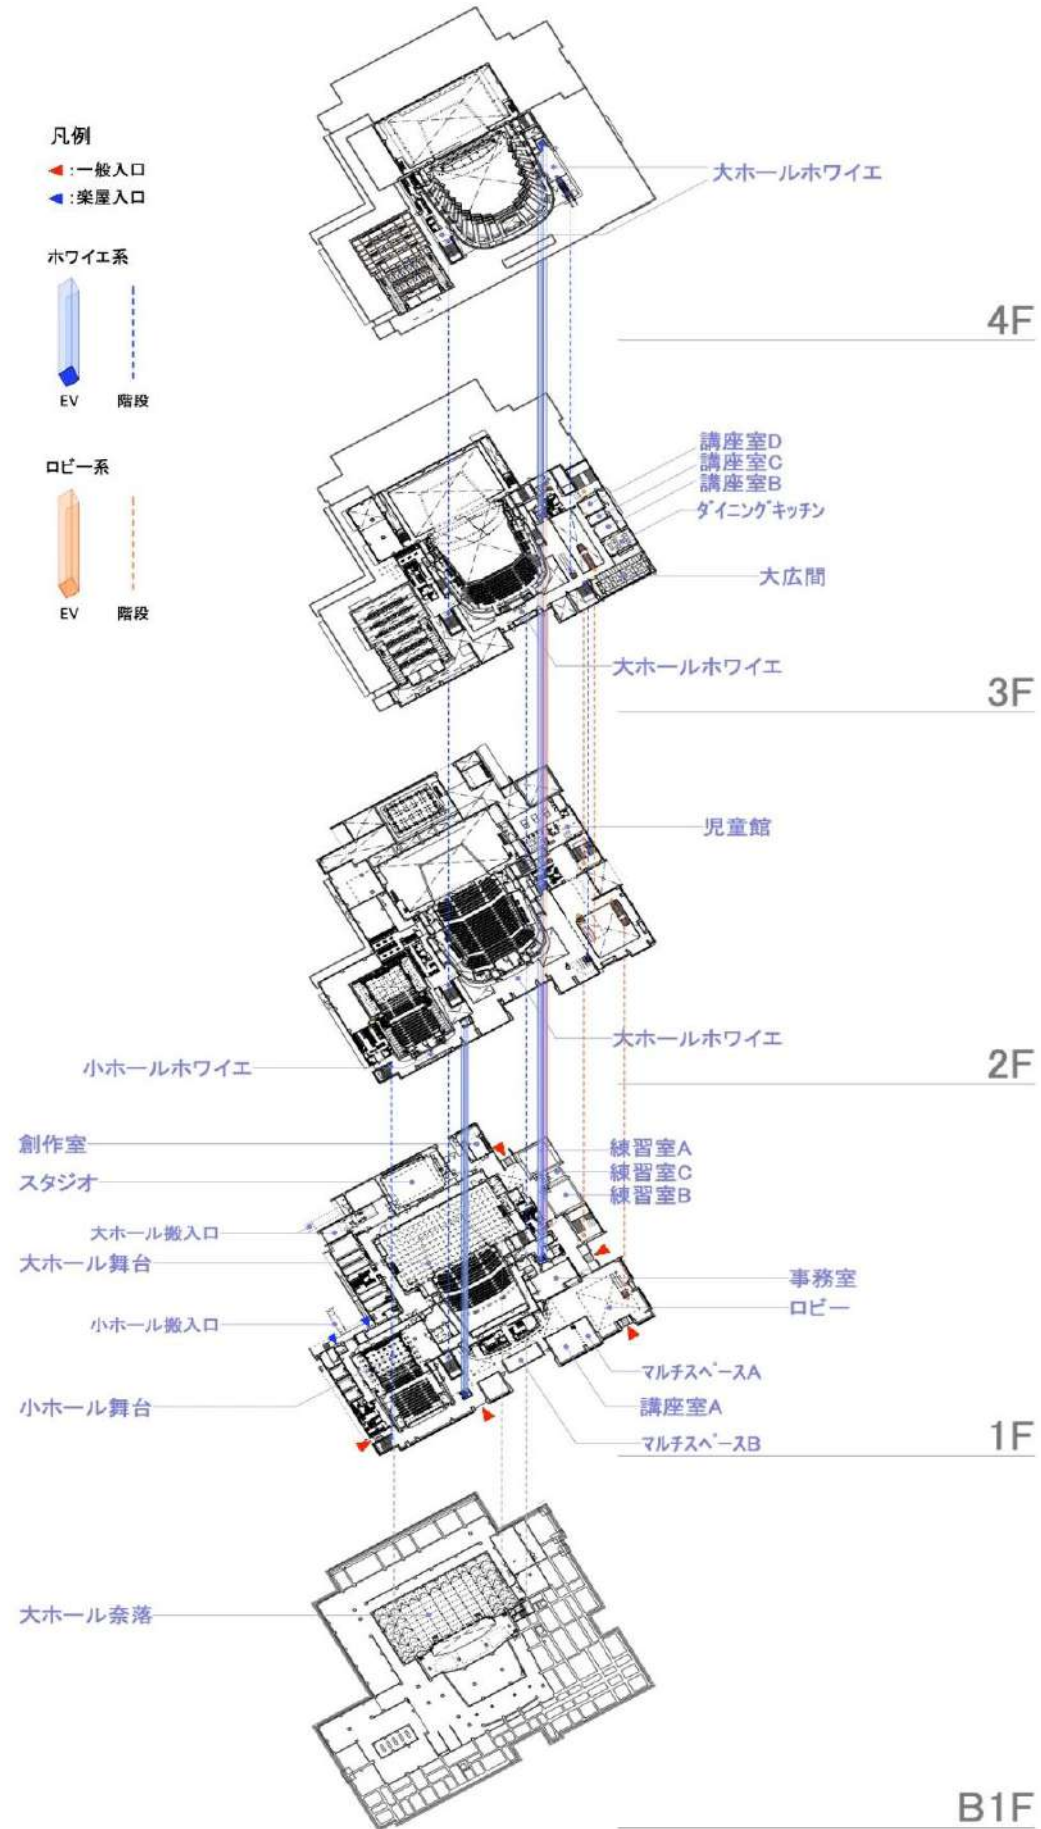 凡例
:一般入口
:楽屋入口
ホワイエ系
EV 階段
ロビー系
EV 階段
大ホールホワイエ
4F
講座室D
講座室C
講座室B
ダイニングキッチン
大広間
大ホールホワイエ
3F
児童館
大ホールホワイエ
小ホールホワイエ
2F
創作室
スタジオ
大ホール搬入口
大ホール舞台
小ホール搬入口
小ホール舞台
練習室A
練習室C
練習室B
事務室
ロビー
マルチスペースA
講座室A
マルチスペースB
1F
大ホール奈落
B1F